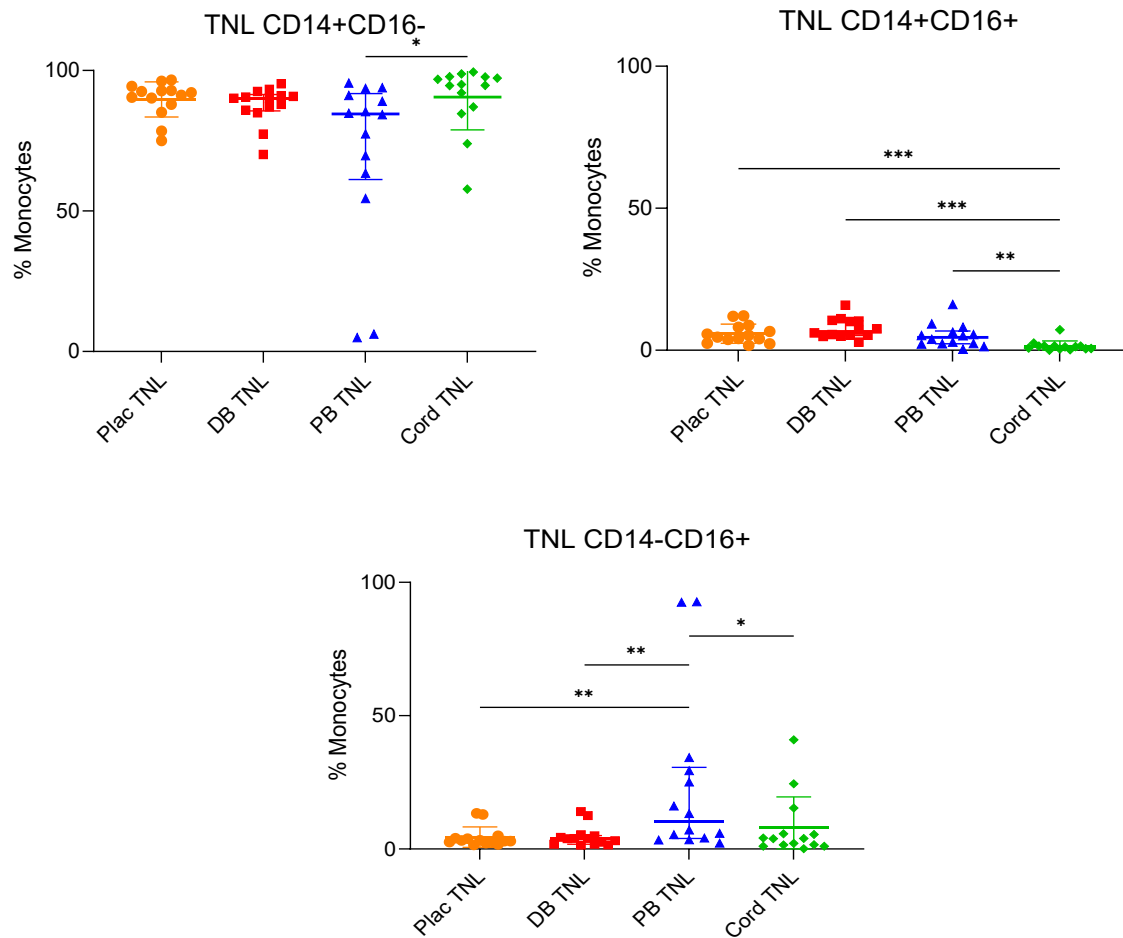 TNL CD14+CD16-
*
100
50
0
% Monocytes
Plac TNL
DB TNL
PB TNL
Cord TNL
TNL CD14+CD16+
100
50
0
% Monocytes
***
***
**
Plac TNL
DB TNL
PB TNL
Cord TNL
TNL CD14-CD16+
100
50
0
% Monocytes
*
**
**
Plac TNL
DB TNL
PB TNL
Cord TNL